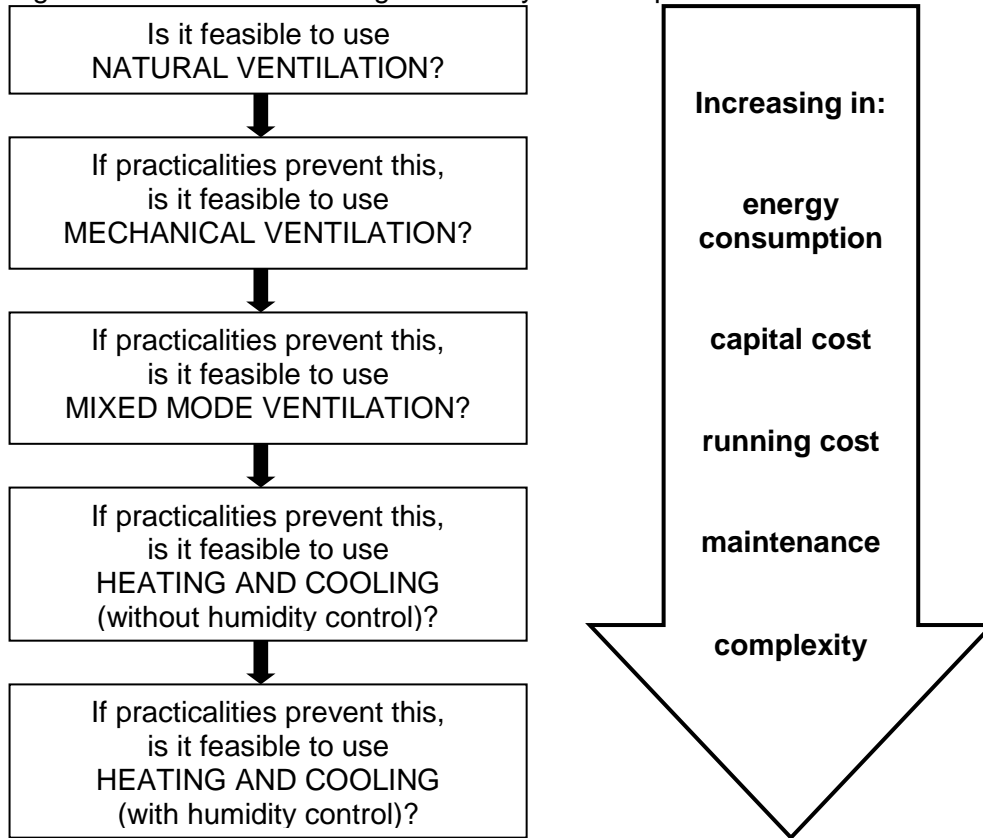 Is it feasible to use
NATURAL VENTILATION?
If practicalities prevent this,
is it feasible to use
MECHANICAL VENTILATION?
If practicalities prevent this,
is it feasible to use
MIXED MODE VENTILATION?
If practicalities prevent this,
is it feasible to use
HEATING AND COOLING
(without humidity control)?
If practicalities prevent this,
is it feasible to use
HEATING AND COOLING
(with humidity control)?
Increasing in:
energy
consumption
capital cost
running cost
maintenance
complexity